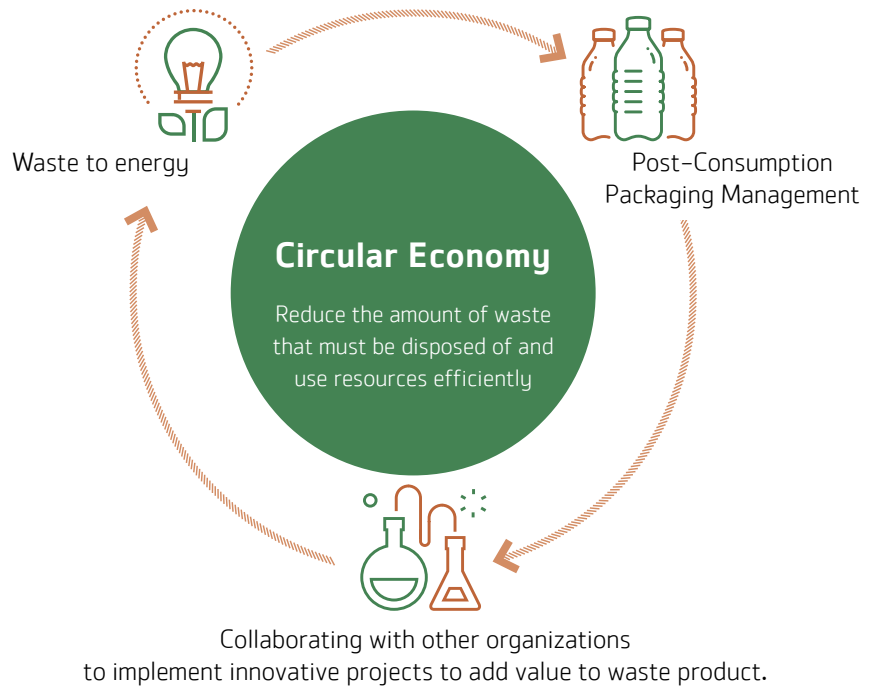 Waste to energy
Post-Consumption
Packaging Management
Circular Economy
Reduce the amount of waste
that must be disposed of and
use resources efficiently
Collaborating with other organizations
to implement innovative projects to add value to waste product.